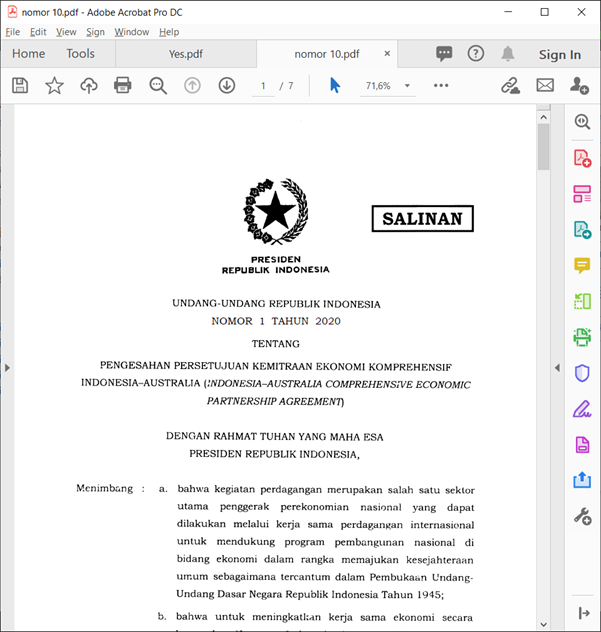 nomor 10.pdf - Adobe Acrobat Pro DC
File Edit View Sign Window Help
Home Tools Yes.pdf nomor 10.pdf × Sign In
1 / 7 71,6%
SALINAN
PRESIDEN
REPUBLIK INDONESIA
UNDANG-UNDANG REPUBLIK INDONESIA
NOMOR 1 TAHUN 2020
TENTANG
PENGESAHAN PERSETUJUAN KEMITRAAN EKONOMI KOMPREHENSIF
INDONESIA–AUSTRALIA (INDONESIA–AUSTRALIA COMPREHENSIVE ECONOMIC
PARTNERSHIP AGREEMENT)
DENGAN RAHMAT TUHAN YANG MAHA ESA
PRESIDEN REPUBLIK INDONESIA,
Menimbang : a. bahwa kegiatan perdagangan merupakan salah satu sektor
utama penggerak perekonomian nasional yang dapat
dilakukan melalui kerja sama perdagangan internasional
untuk mendukung program pembangunan nasional di
bidang ekonomi dalam rangka memajukan kesejahteraan
umum sebagaimana tercantum dalam Pembukaan Undang-
Undang Dasar Negara Republik Indonesia Tahun 1945;
b. bahwa untuk meningkatkan kerja sama ekonomi secara